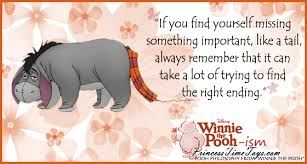 "If you find yourself missing
something important, like a tail,
always remember that it can
take a lot of trying to find
the right ending."
Disney
Winnie
the
Pooh-ism
PrincessTimeToys.com
POOH PHILOSOPHY FROM WINNIE THE POOH